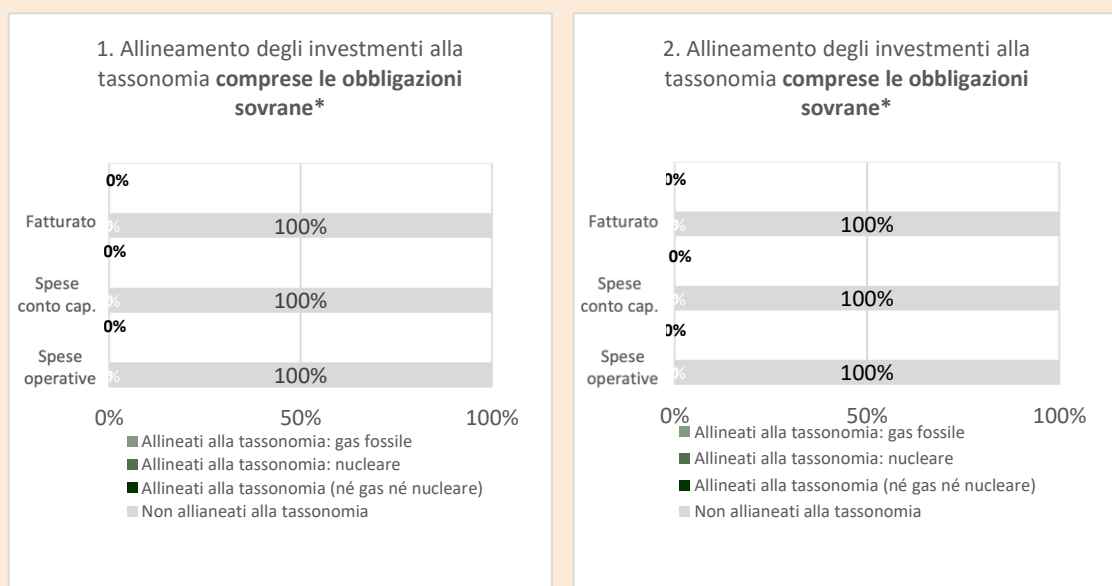 1. Allineamento degli investimenti alla
tassonomia comprese le obbligazioni
sovrane*
0%
Fatturato
%
100%
0%
Spese
conto cap.
%
100%
0%
Spese
operative
%
100%
0%
50%
100%
Allineati alla tassonomia: gas fossile
Allineati alla tassonomia: nucleare
Allineati alla tassonomia (né gas né nucleare)
Non allianeati alla tassonomia
2. Allineamento degli investimenti alla
tassonomia comprese le obbligazioni
sovrane*
0%
Fatturato
%
100%
0%
Spese
conto cap.
%
100%
0%
Spese
operative
%
100%
0%
50%
100%
Allineati alla tassonomia: gas fossile
Allineati alla tassonomia: nucleare
Allineati alla tassonomia (né gas né nucleare)
Non allianeati alla tassonomia